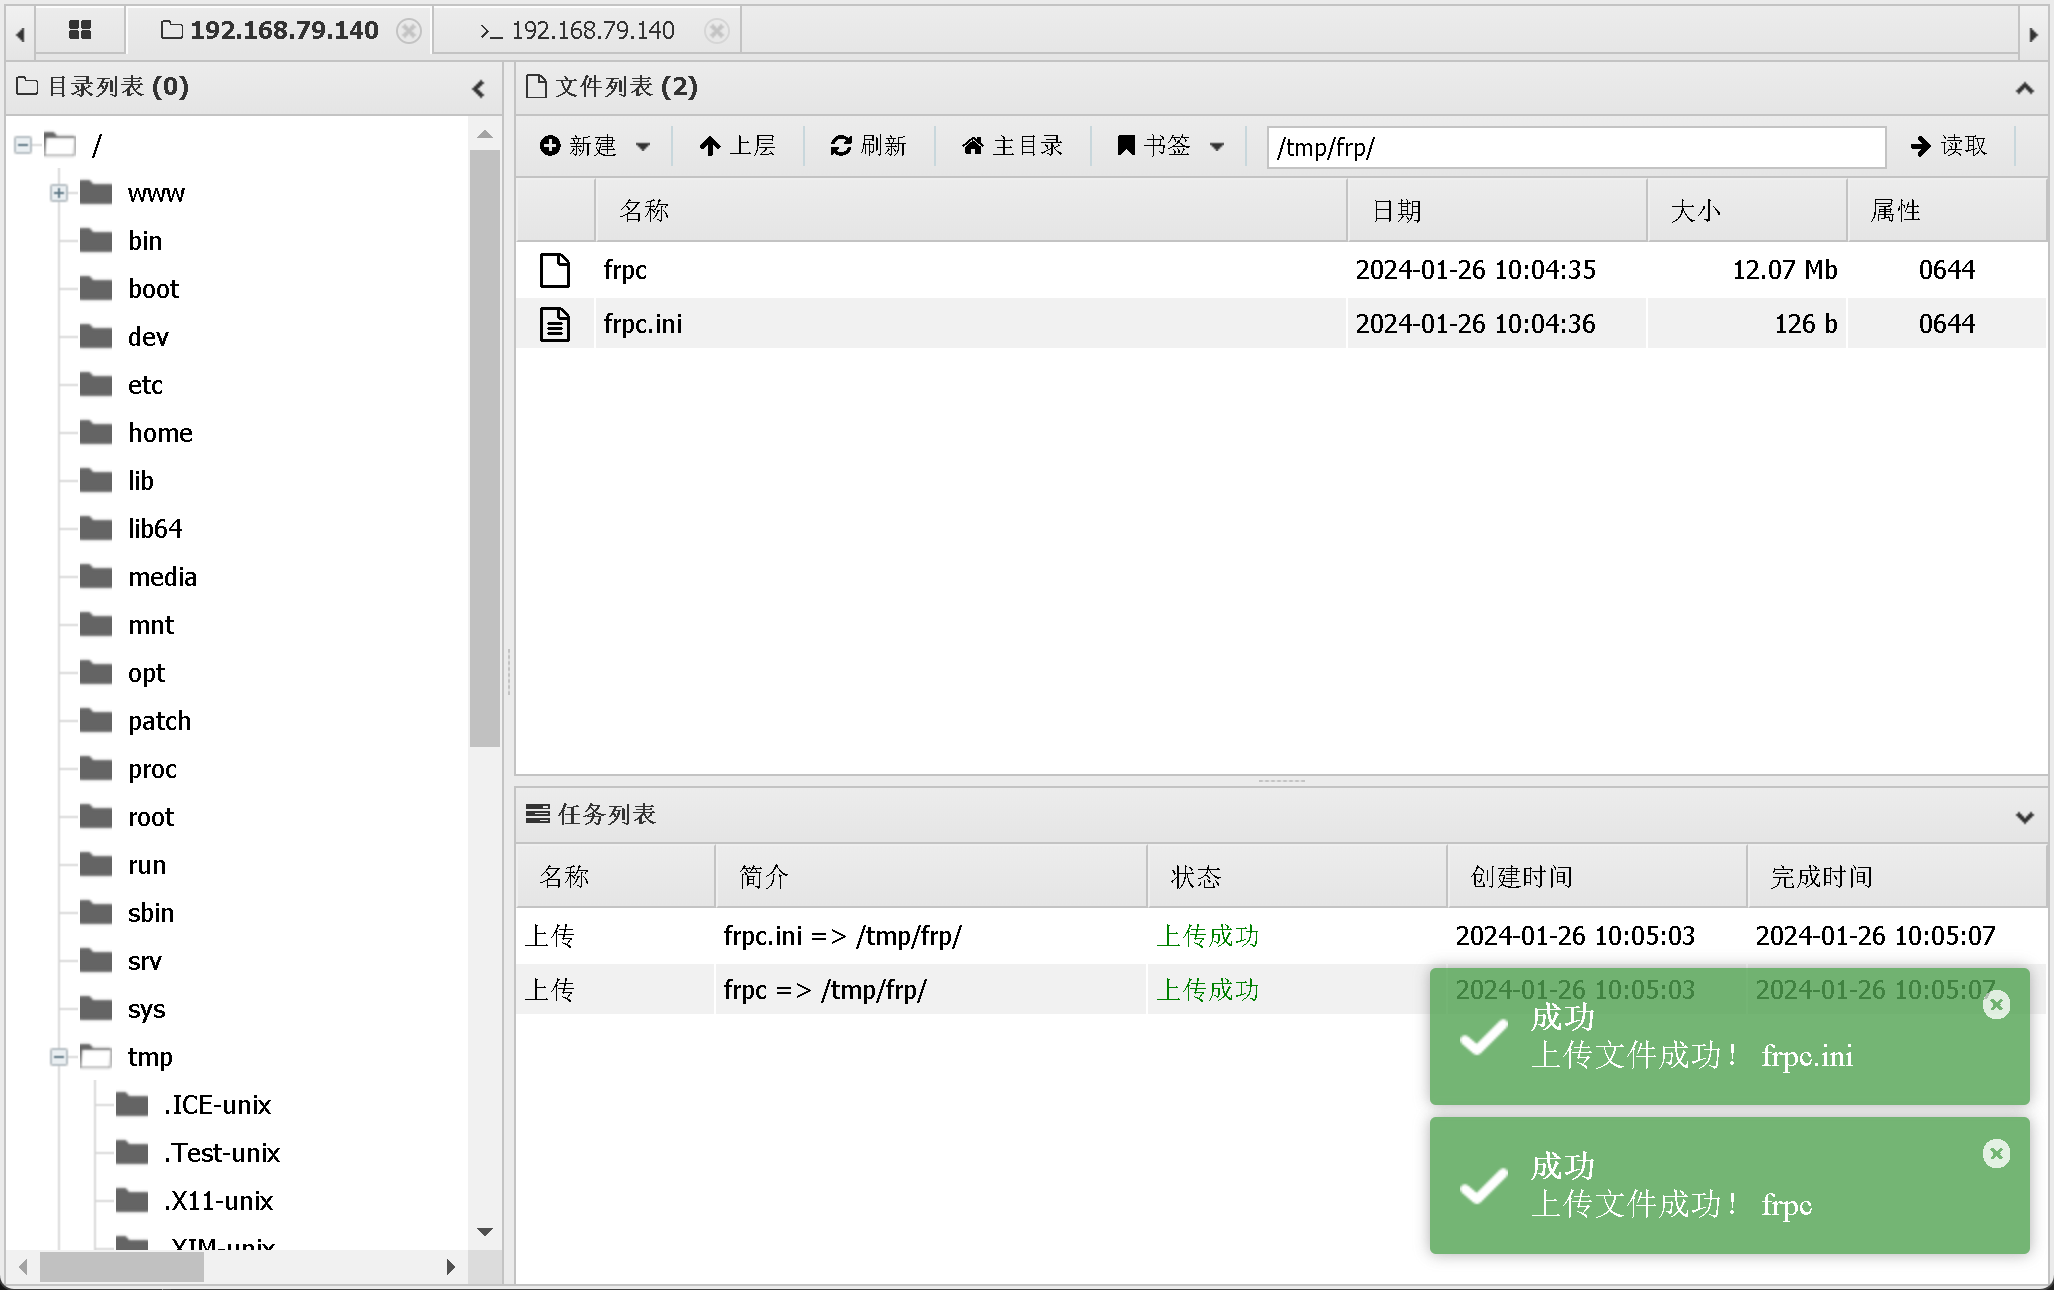 192.168.79.140
>_ 192.168.79.140
目录列表 (0)
/
www
bin
boot
dev
etc
home
lib
lib64
media
mnt
opt
patch
proc
root
run
sbin
srv
sys
tmp
.ICE-unix
.Test-unix
.X11-unix
.XIM-unix
文件列表 (2)
新建 上层 刷新 主目录 书签 /tmp/frp/ 读取
名称 日期 大小 属性
frpc 2024-01-26 10:04:35 12.07 Mb 0644
frpc.ini 2024-01-26 10:04:36 126 b 0644
任务列表
名称 简介 状态 创建时间 完成时间
上传 frpc.ini => /tmp/frp/ 上传成功 2024-01-26 10:05:03 2024-01-26 10:05:07
上传 frpc => /tmp/frp/ 上传成功 2024-01-26 10:05:03 2024-01-26 10:05:07
成功
上传文件成功！ frpc.ini
成功
上传文件成功！ frpc